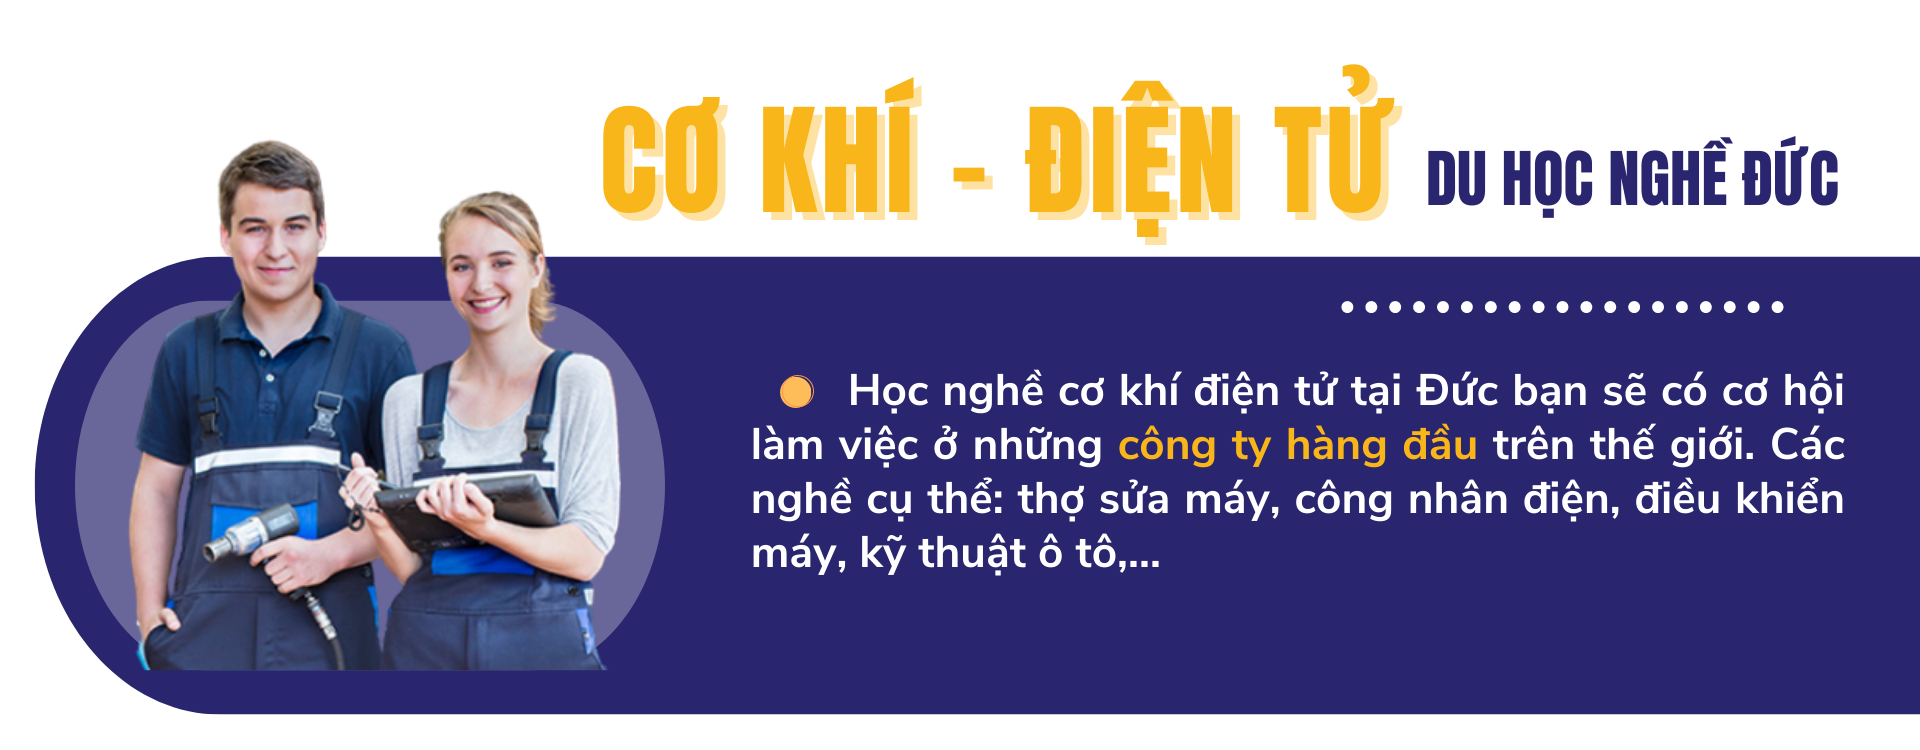 CƠ KHÍ - ĐIỆN TỬ DU HỌC NGHỀ ĐỨC
Học nghề cơ khí điện tử tại Đức bạn sẽ có cơ hội
làm việc ở những công ty hàng đầu trên thế giới. Các
nghề cụ thể: thợ sửa máy, công nhân điện, điều khiển
máy, kỹ thuật ô tô,...